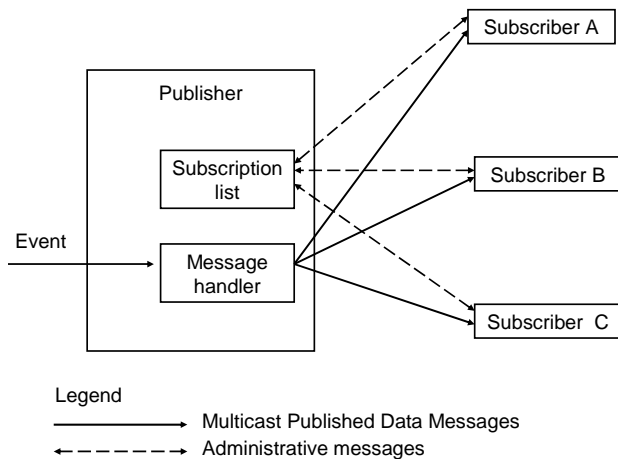 Subscriber A
Publisher
Subscription
list
Subscriber B
Event
Message
handler
Subscriber C
Legend
Multicast Published Data Messages
Administrative messages